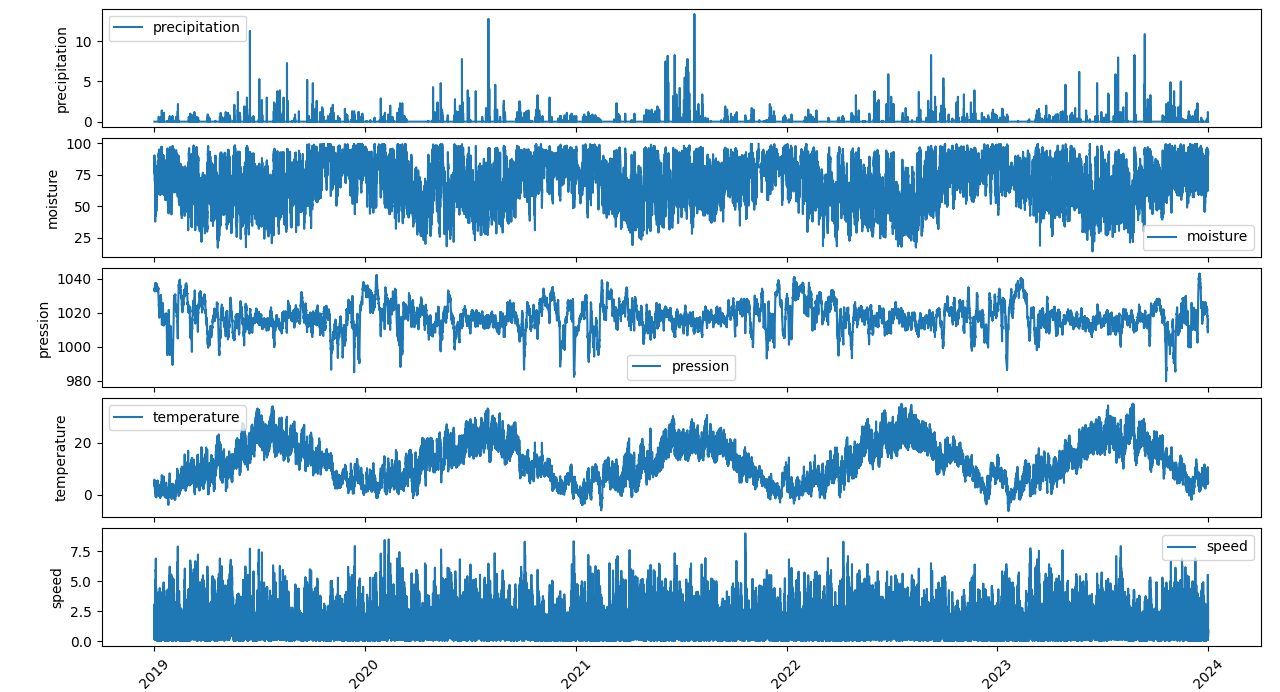 precipitation
10
5
0
precipitation
100
75
50
25
moisture
moisture
1040
1020
1000
980
pression
pression
temperature
20
0
temperature
speed
7.5
5.0
2.5
0.0
speed
2019
2020
2021
2022
2023
2024